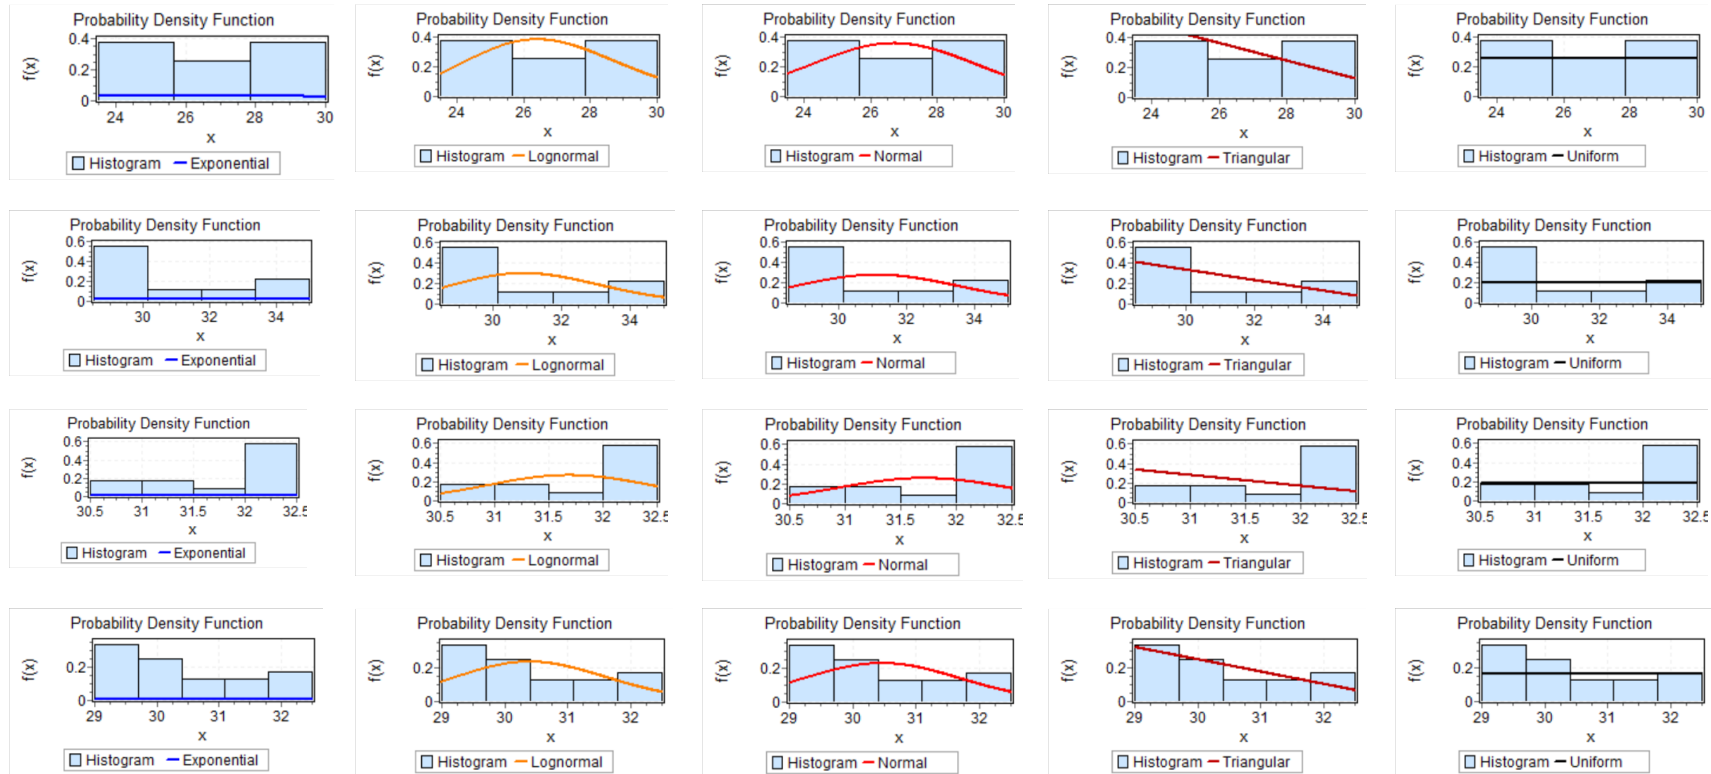 Probability Density Function
f(x)
0.4
0.2
0
24 26 28 30
x
Histogram Exponential
Probability Density Function
f(x)
0.4
0.2
0
24 26 28 30
x
Histogram Lognormal
Probability Density Function
f(x)
0.4
0.2
0
24 26 28 30
x
Histogram Normal
Probability Density Function
f(x)
0.4
0.2
0
24 26 28 30
x
Histogram Triangular
Probability Density Function
f(x)
0.4
0.2
0
24 26 28 30
x
Histogram Uniform
Probability Density Function
f(x)
0.6
0.4
0.2
0
30 32 34
x
Histogram Exponential
Probability Density Function
f(x)
0.6
0.4
0.2
0
30 32 34
x
Histogram Lognormal
Probability Density Function
f(x)
0.6
0.4
0.2
0
30 32 34
x
Histogram Normal
Probability Density Function
f(x)
0.6
0.4
0.2
0
30 32 34
x
Histogram Triangular
Probability Density Function
f(x)
0.6
0.4
0.2
0
30 32 34
x
Histogram Uniform
Probability Density Function
f(x)
0.6
0.4
0.2
0
30.5 31 31.5 32 32.5
x
Histogram Exponential
Probability Density Function
f(x)
0.6
0.4
0.2
0
30.5 31 31.5 32 32.5
x
Histogram Lognormal
Probability Density Function
f(x)
0.6
0.4
0.2
0
30.5 31 31.5 32 32.5
x
Histogram Normal
Probability Density Function
f(x)
0.6
0.4
0.2
0
30.5 31 31.5 32 32.5
x
Histogram Triangular
Probability Density Function
f(x)
0.6
0.4
0.2
0
30.5 31 31.5 32 32.5
x
Histogram Uniform
Probability Density Function
f(x)
0.2
0
29 30 31 32
x
Histogram Exponential
Probability Density Function
f(x)
0.2
0
29 30 31 32
x
Histogram Lognormal
Probability Density Function
f(x)
0.2
0
29 30 31 32
x
Histogram Normal
Probability Density Function
f(x)
0.2
0
29 30 31 32
x
Histogram Triangular
Probability Density Function
f(x)
0.2
0
29 30 31 32
x
Histogram Uniform